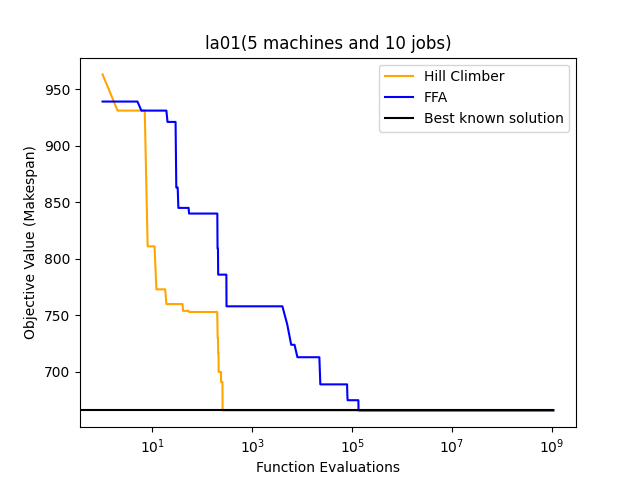 la01(5 machines and 10 jobs)
Hill Climber
FFA
Best known solution
Objective Value (Makespan)
950
900
850
800
750
700
10^1
10^3
10^5
10^7
10^9
Function Evaluations